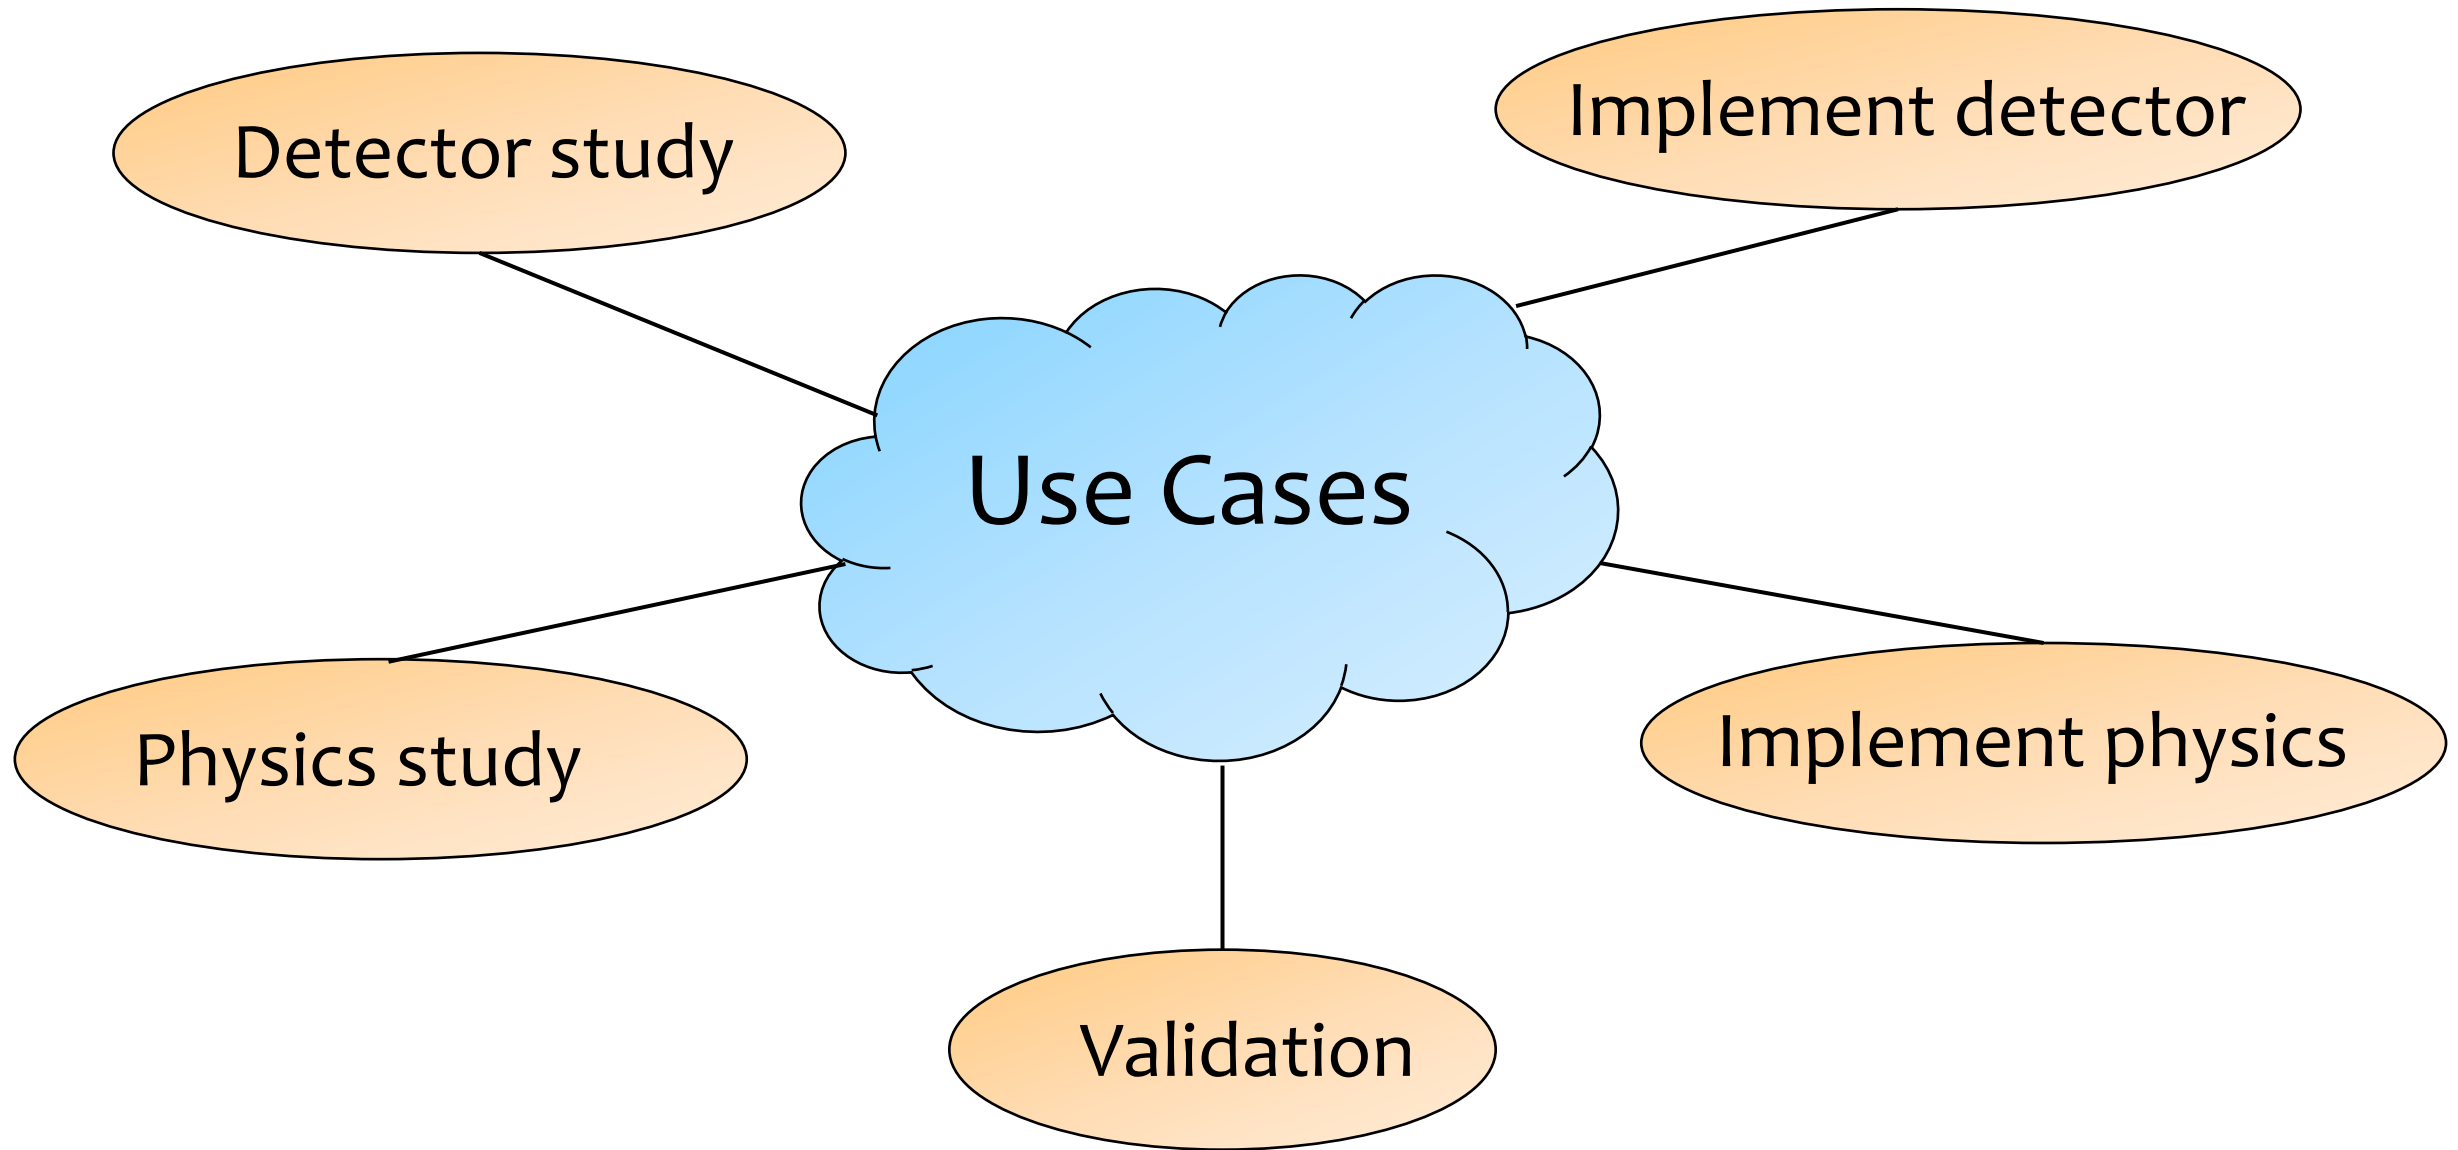 Implement detector
Detector study
Use Cases
Physics study
Implement physics
Validation